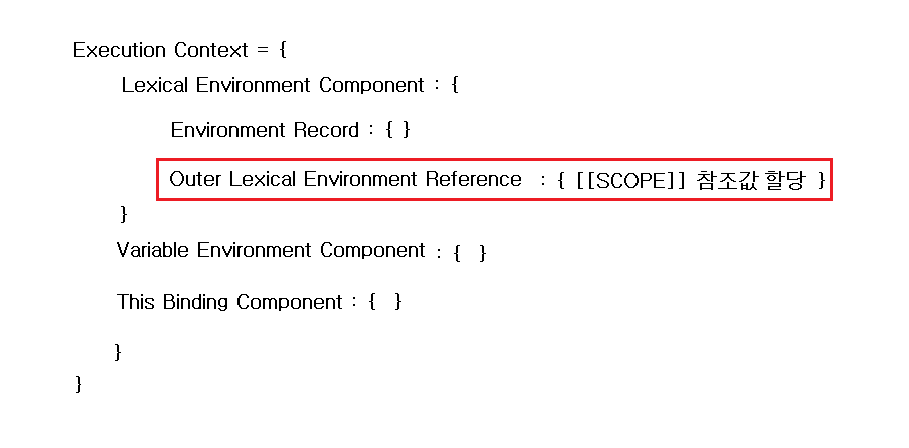 Execution Context = {
Lexical Environment Component : {
Environment Record : { }
Outer Lexical Environment Reference : { [[SCOPE]] 참조값 할당 }
}
Variable Environment Component : { }
This Binding Component : { }
}
}